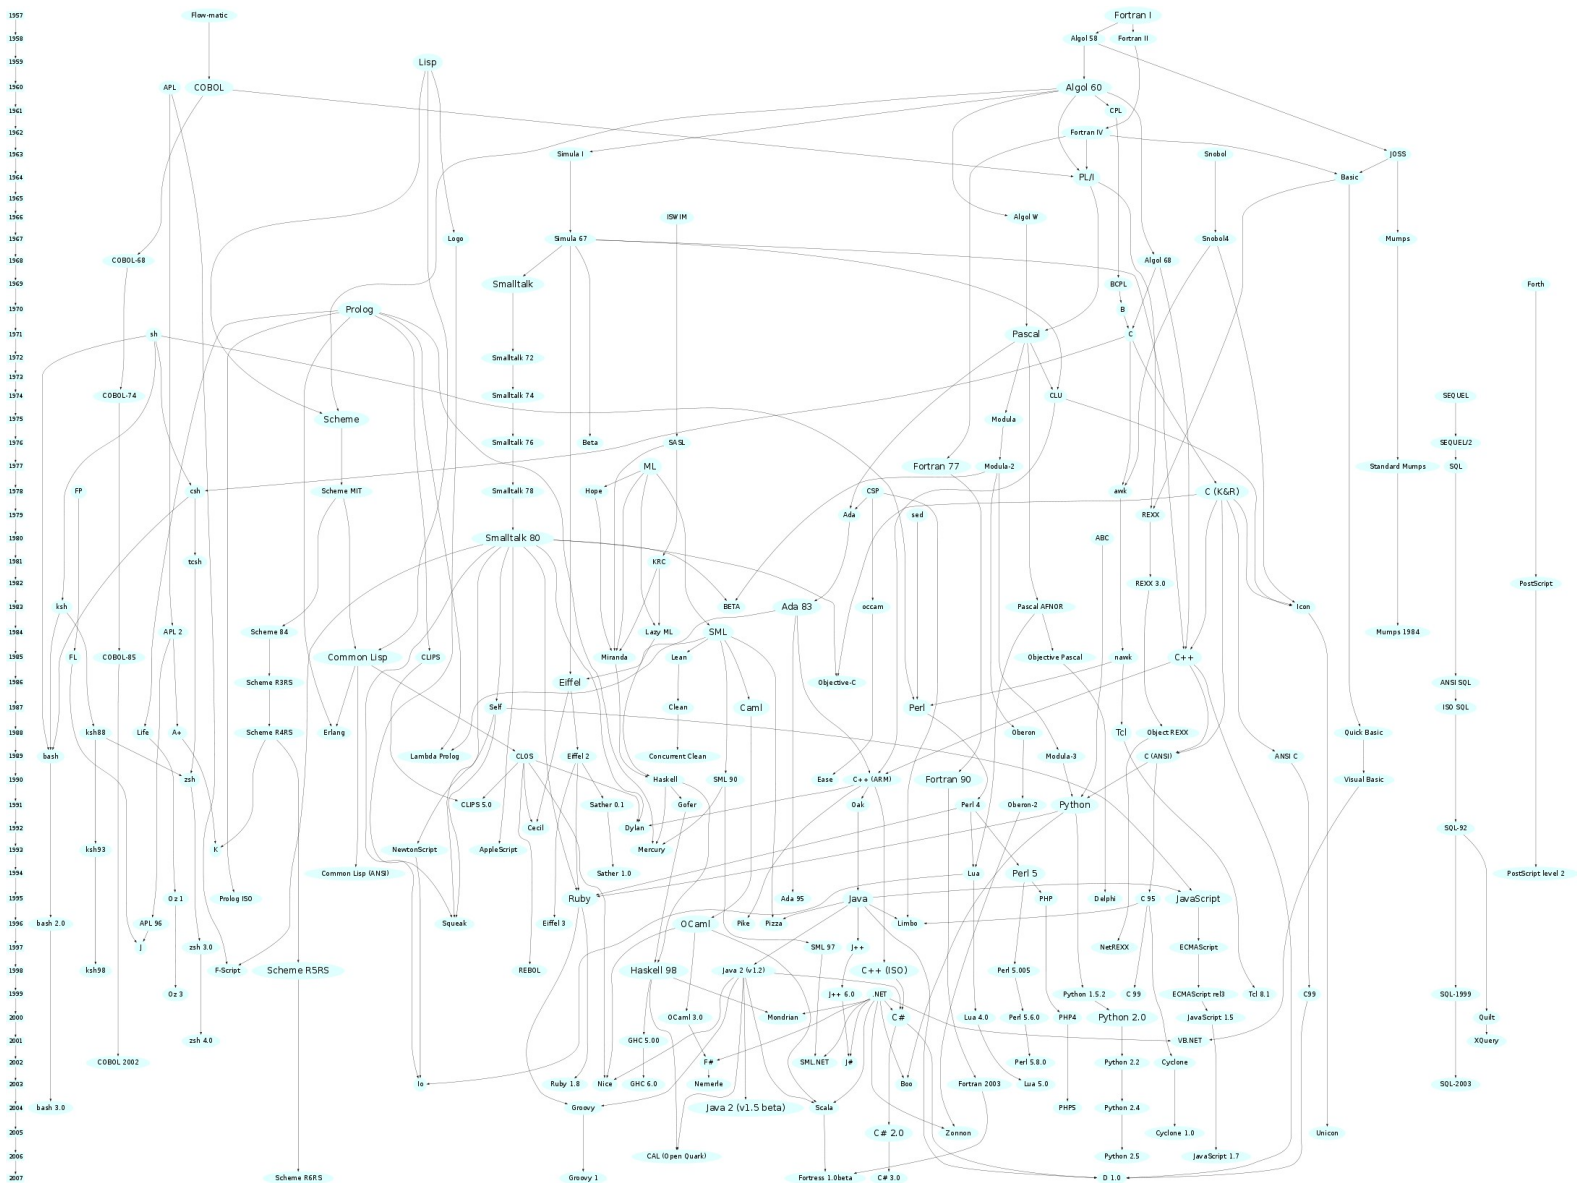 1957 Flow-matic Fortran I
1958 Algol 58 Fortran II
1959 Lisp
1960 APL COBOL Algol 60
1961 CPL
1962 Fortran IV
1963 Simula I Snobol JOSS
1964 PL/I Basic
1965
1966 ISWIM Algol W
1967 Logo Simula 67 Snobol4 Mumps
1968 COBOL-68 Algol 68
1969 Smalltalk BCPL Forth
1970 Prolog B
1971 sh Pascal C
1972 Smalltalk 72
1973
1974 COBOL-74 Smalltalk 74 CLU SEQUEL
1975 Scheme Modula
1976 Smalltalk 76 Beta SASL SEQUEL/2
1977 ML Fortran 77 Modula-2 Standard Mumps SQL
1978 FP csh Scheme MIT Smalltalk 78 Hope CSP awk C (K&R)
1979 Ada sed REXX
1980 Smalltalk 80 ABC
1981 tcsh KRC
1982 REXX 3.0 PostScript
1983 ksh BETA Ada 83 occam Pascal AFNOR Icon
1984 APL 2 Scheme 84 Lazy ML SML Mumps 1984
1985 FL COBOL-85 Common Lisp CLIPS Miranda Lean Objective Pascal nawk C++
1986 Scheme R3RS Eiffel Objective-C ANSI SQL
1987 Self Clean Caml Perl ISO SQL
1988 ksh88 Life A+ Scheme R4RS Erlang Oberon Tcl Object REXX Quick Basic
1989 bash Lambda Prolog CLOS Eiffel 2 Concurrent Clean Modula-3 C (ANSI) ANSI C
1990 zsh Haskell SML 90 Ease C++ (ARM) Fortran 90 Visual Basic
1991 CLIPS 5.0 Sather 0.1 Gofer Oak Perl 4 Oberon-2 Python
1992 Cecil Dylan SQL-92
1993 ksh93 K NewtonScript AppleScript Mercury
1994 Common Lisp (ANSI) Sather 1.0 Lua Perl 5 PostScript level 2
1995 Oz 1 Prolog ISO Ruby Ada 95 Java PHP Delphi C 95 JavaScript
1996 bash 2.0 APL 96 Squeak Eiffel 3 OCaml Pike Pizza Limbo
1997 J zsh 3.0 SML 97 J++ NetREXX ECMAScript
1998 ksh98 F-Script Scheme R5RS REBOL Haskell 98 Java 2 (v1.2) C++ (ISO) Perl 5.005
1999 Oz 3 J++ 6.0 .NET Python 1.5.2 C 99 ECMAScript rel3 Tcl 8.1 C99 SQL-1999
2000 OCaml 3.0 Mondrian C# Lua 4.0 Perl 5.6.0 PHP4 Python 2.0 JavaScript 1.5 Quilt
2001 zsh 4.0 GHC 5.00 VB.NET XQuery
2002 COBOL 2002 F# SML.NET J# Perl 5.8.0 Python 2.2 Cyclone
2003 Io Ruby 1.8 Nice GHC 6.0 Nemerle Boo Fortran 2003 Lua 5.0 SQL-2003
2004 bash 3.0 Groovy Java 2 (v1.5 beta) Scala PHP5 Python 2.4
2005 C# 2.0 Zonnon Cyclone 1.0 Unicon
2006 CAL (Open Quark) Python 2.5 JavaScript 1.7
2007 Scheme R6RS Groovy 1 Fortress 1.0beta C# 3.0 D 1.0